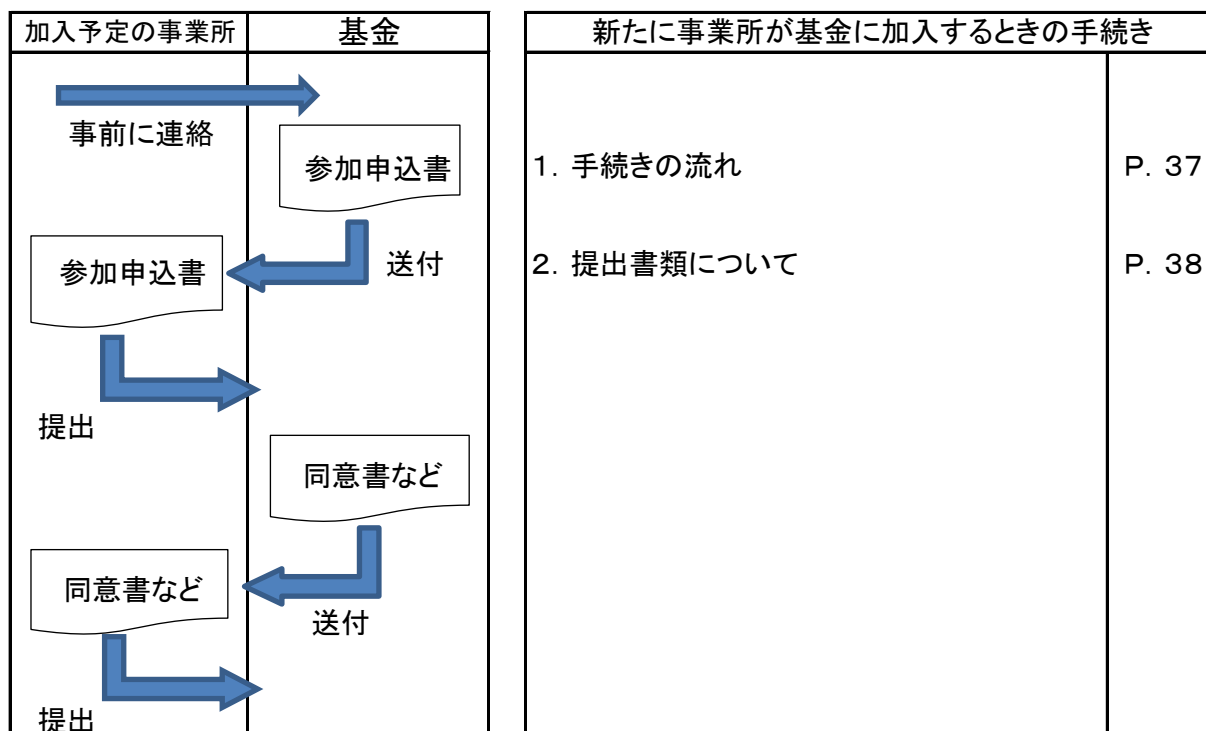 加入予定の事業所
基金
事前に連絡
参加申込書
参加申込書
送付
提出
同意書など
同意書など
送付
提出
新たに事業所が基金に加入するときの手続き
1．手続きの流れ
P．37
2．提出書類について
P．38